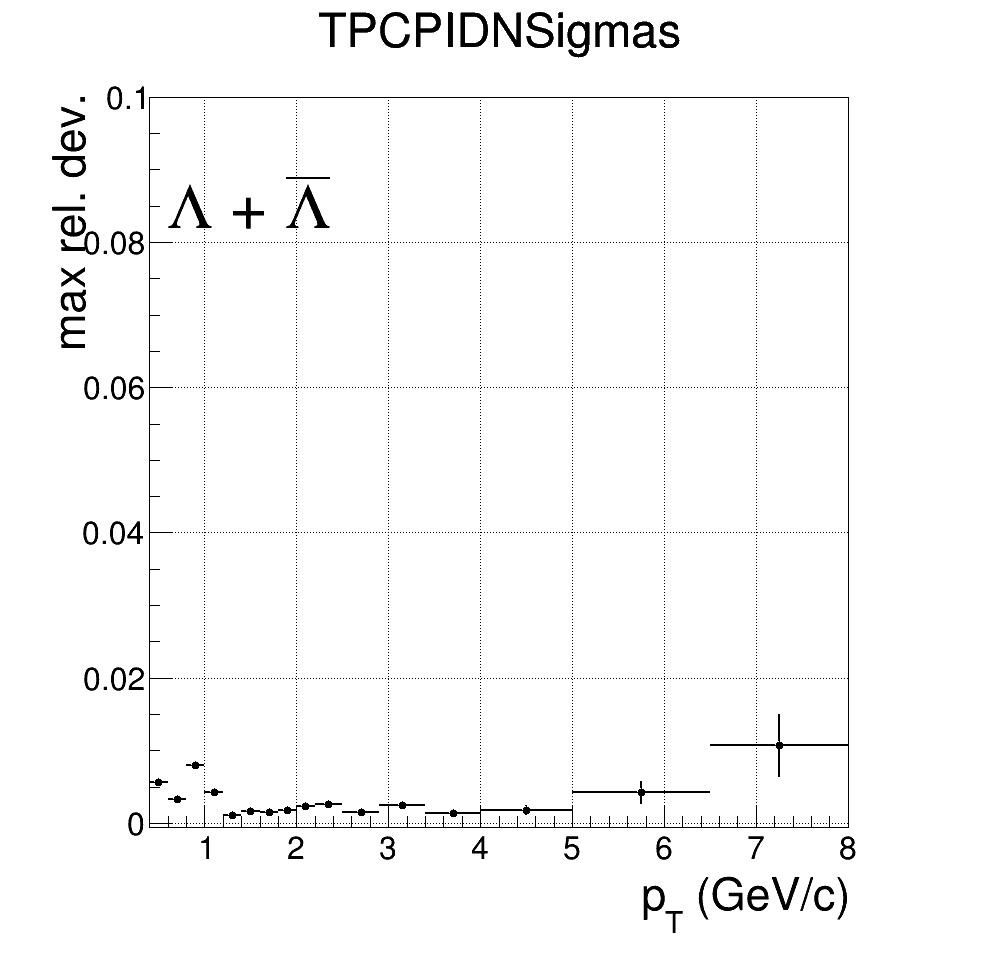 TPCPIDNSigmas
max rel. dev.
0.1
0.08
0.06
0.04
0.02
0
Λ + Λ̅
1 2 3 4 5 6 7 8
p_T (GeV/c)